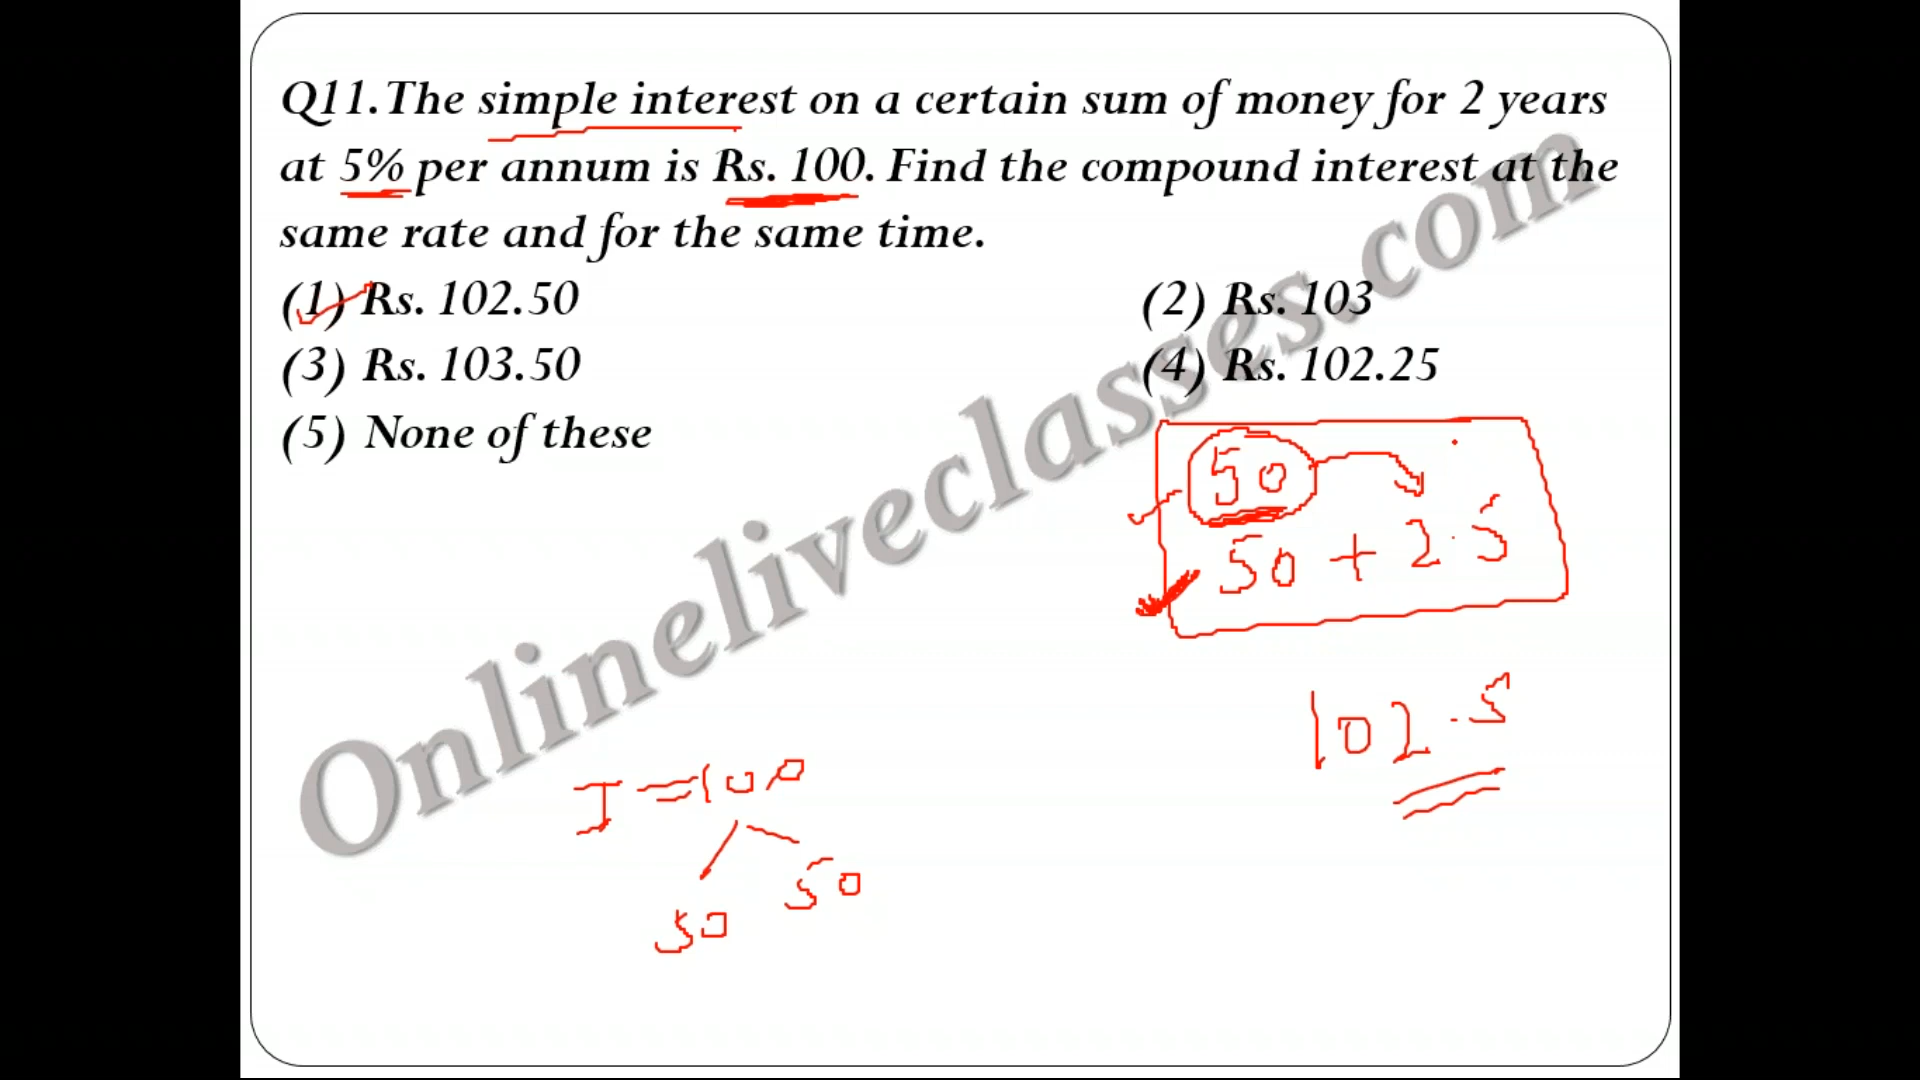 Q11. The simple interest on a certain sum of money for 2 years
at 5% per annum is Rs. 100. Find the compound interest at the
same rate and for the same time.
(1) Rs. 102.50 (2) Rs. 103
(3) Rs. 103.50 (4) Rs. 102.25
(5) None of these
50
50 + 2.5
102.5
I = 100
50 50
Onlineliveclasses.com